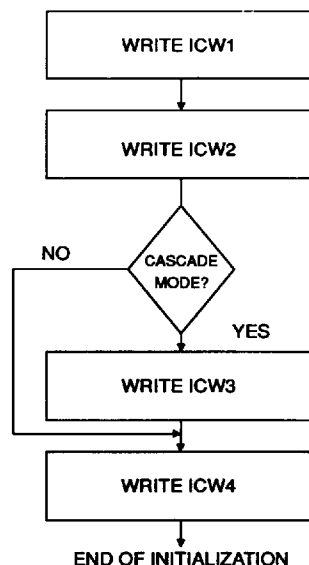 WRITE ICW1
WRITE ICW2
NO
CASCADE
MODE?
YES
WRITE ICW3
WRITE ICW4
END OF INITIALIZATION